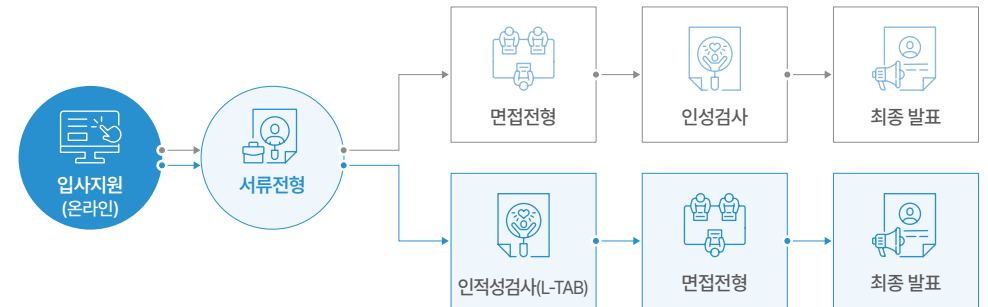 입사지원
(온라인)
서류전형
면접전형
인성검사
최종 발표
인적성검사(L-TAB)
면접전형
최종 발표